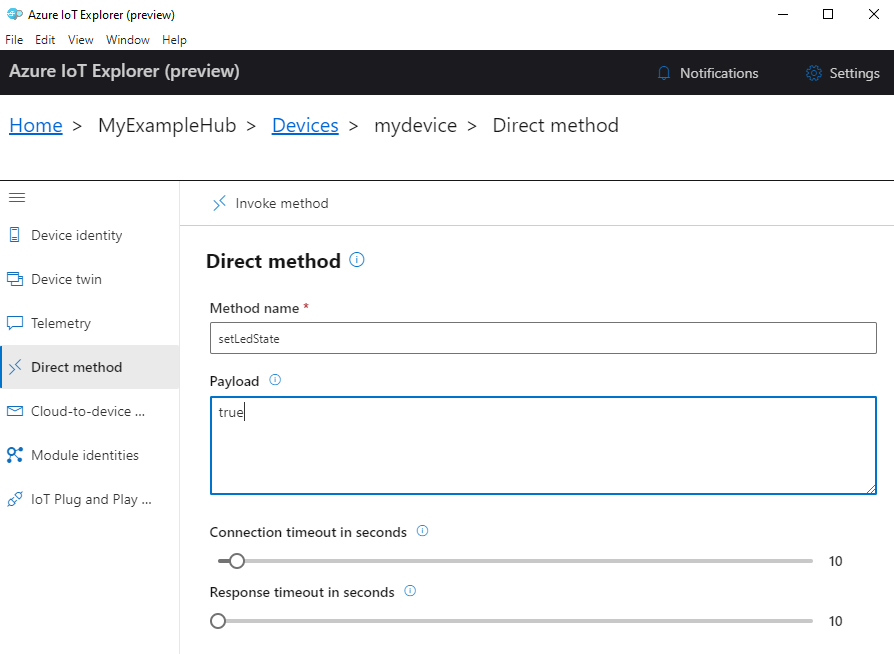 Azure IoT Explorer (preview)
File Edit View Window Help
Azure IoT Explorer (preview) Notifications Settings
Home > MyExampleHub > Devices > mydevice > Direct method
Device identity
Device twin
Telemetry
Direct method
Cloud-to-device ...
Module identities
IoT Plug and Play ...
Invoke method
Direct method
Method name *
setLedState
Payload
true
Connection timeout in seconds
10
Response timeout in seconds
10